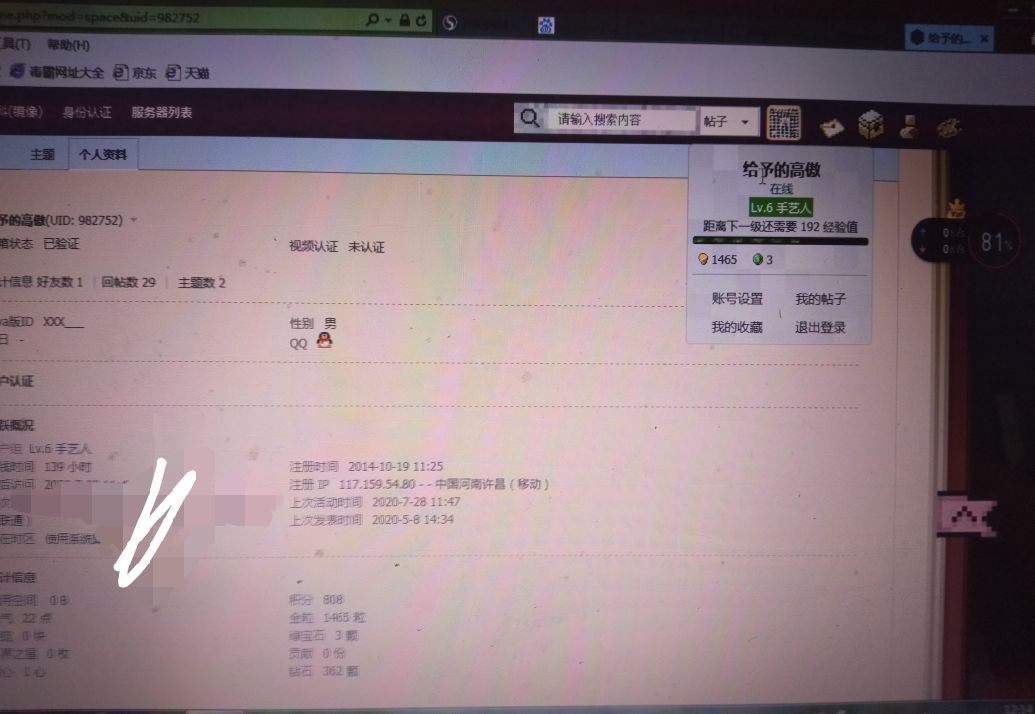 ne.php?mod=space&uid=982752
给予的...
工具(T) 帮助(H)
毒霸网址大全 京东 天猫
料(镜像) 身份认证 服务器列表
请输入搜索内容 帖子
主题 个人资料
给予的高傲
在线
Lv.6 手艺人
距离下一级还需要 192 经验值
1465 3
账号设置 我的帖子
我的收藏 退出登录
0K/s
0K/s
81%
予的高傲(UID: 982752)
箱状态 已验证
视频认证 未认证
计信息 好友数 1 | 回帖数 29 | 主题数 2
va版ID XXX___
性别 男
日 -
QQ
户认证
跃概况
户组 Lv.6 手艺人
线时间 139 小时
注册时间 2014-10-19 11:25
注册 IP 117.159.54.80 - - 中国河南许昌（移动）
上次活动时间 2020-7-28 11:47
联通）
上次发表时间 2020-5-8 14:34
在时区 使用系统
计信息
用空间 0 B
积分 808
气 22 点
金粒 1465 粒
0 块
绿宝石 3 颗
0 枚
贡献 0 份
心 1 心
钻石 362 颗